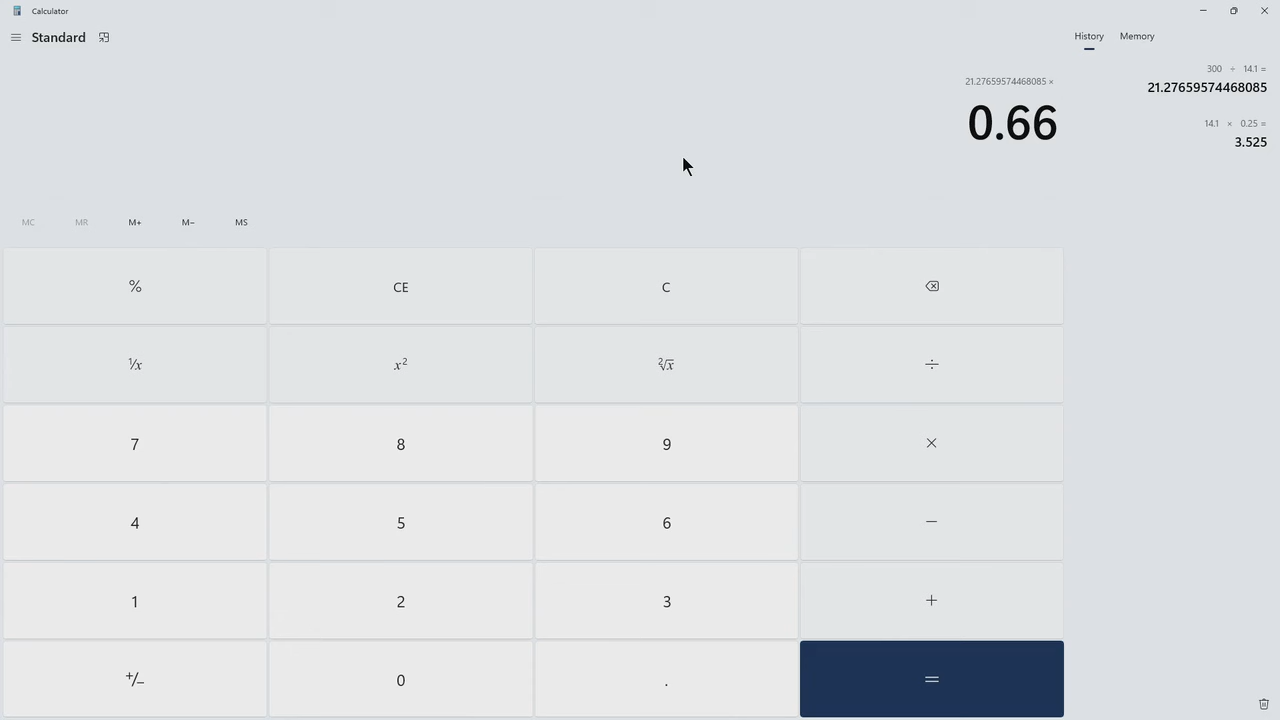 Calculator
Standard
History
Memory
21.27659574468085 ×
0.66
300 ÷ 14.1 =
21.27659574468085
14.1 × 0.25 =
3.525
MC MR M+ M− MS
% CE C
⅟x x² ²√x ÷
7 8 9 ×
4 5 6 −
1 2 3 +
+/− 0 . =